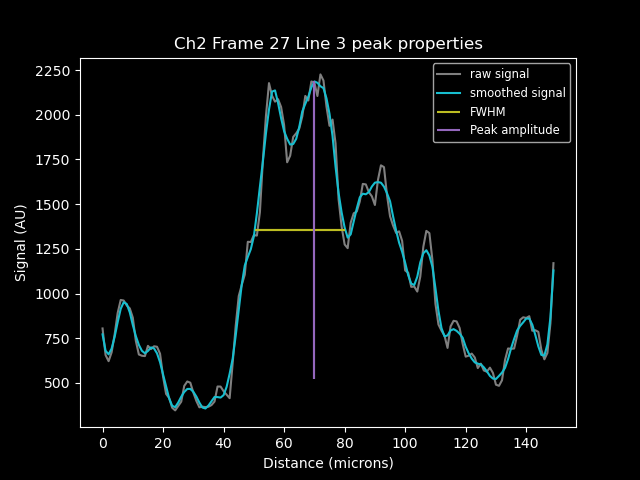 Ch2 Frame 27 Line 3 peak properties
raw signal
smoothed signal
FWHM
Peak amplitude
Signal (AU)
2250
2000
1750
1500
1250
1000
750
500
0 20 40 60 80 100 120 140
Distance (microns)